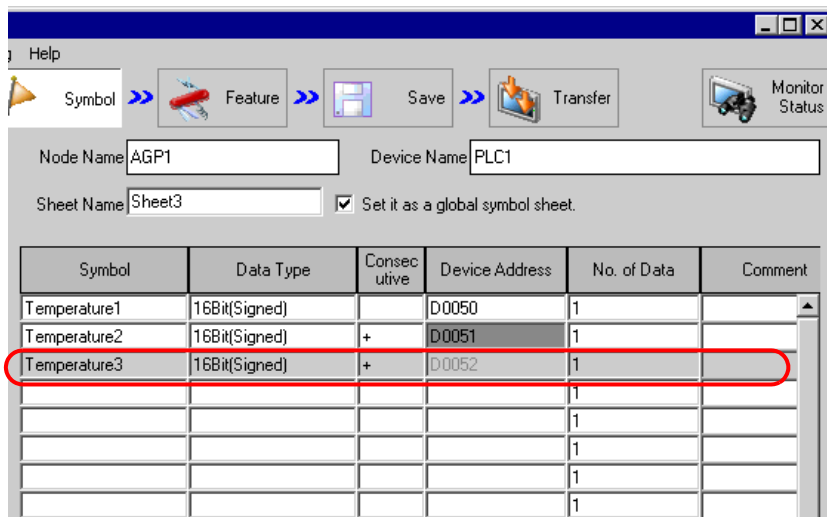 g Help
Symbol Feature Save Transfer Monitor Status
Node Name AGP1 Device Name PLC1
Sheet Name Sheet3 Set it as a global symbol sheet.
Symbol Data Type Consecutive Device Address No. of Data Comment
Temperature1 16Bit(Signed) D0050 1
Temperature2 16Bit(Signed) + D0051 1
Temperature3 16Bit(Signed) + D0052 1
1
1
1
1
1